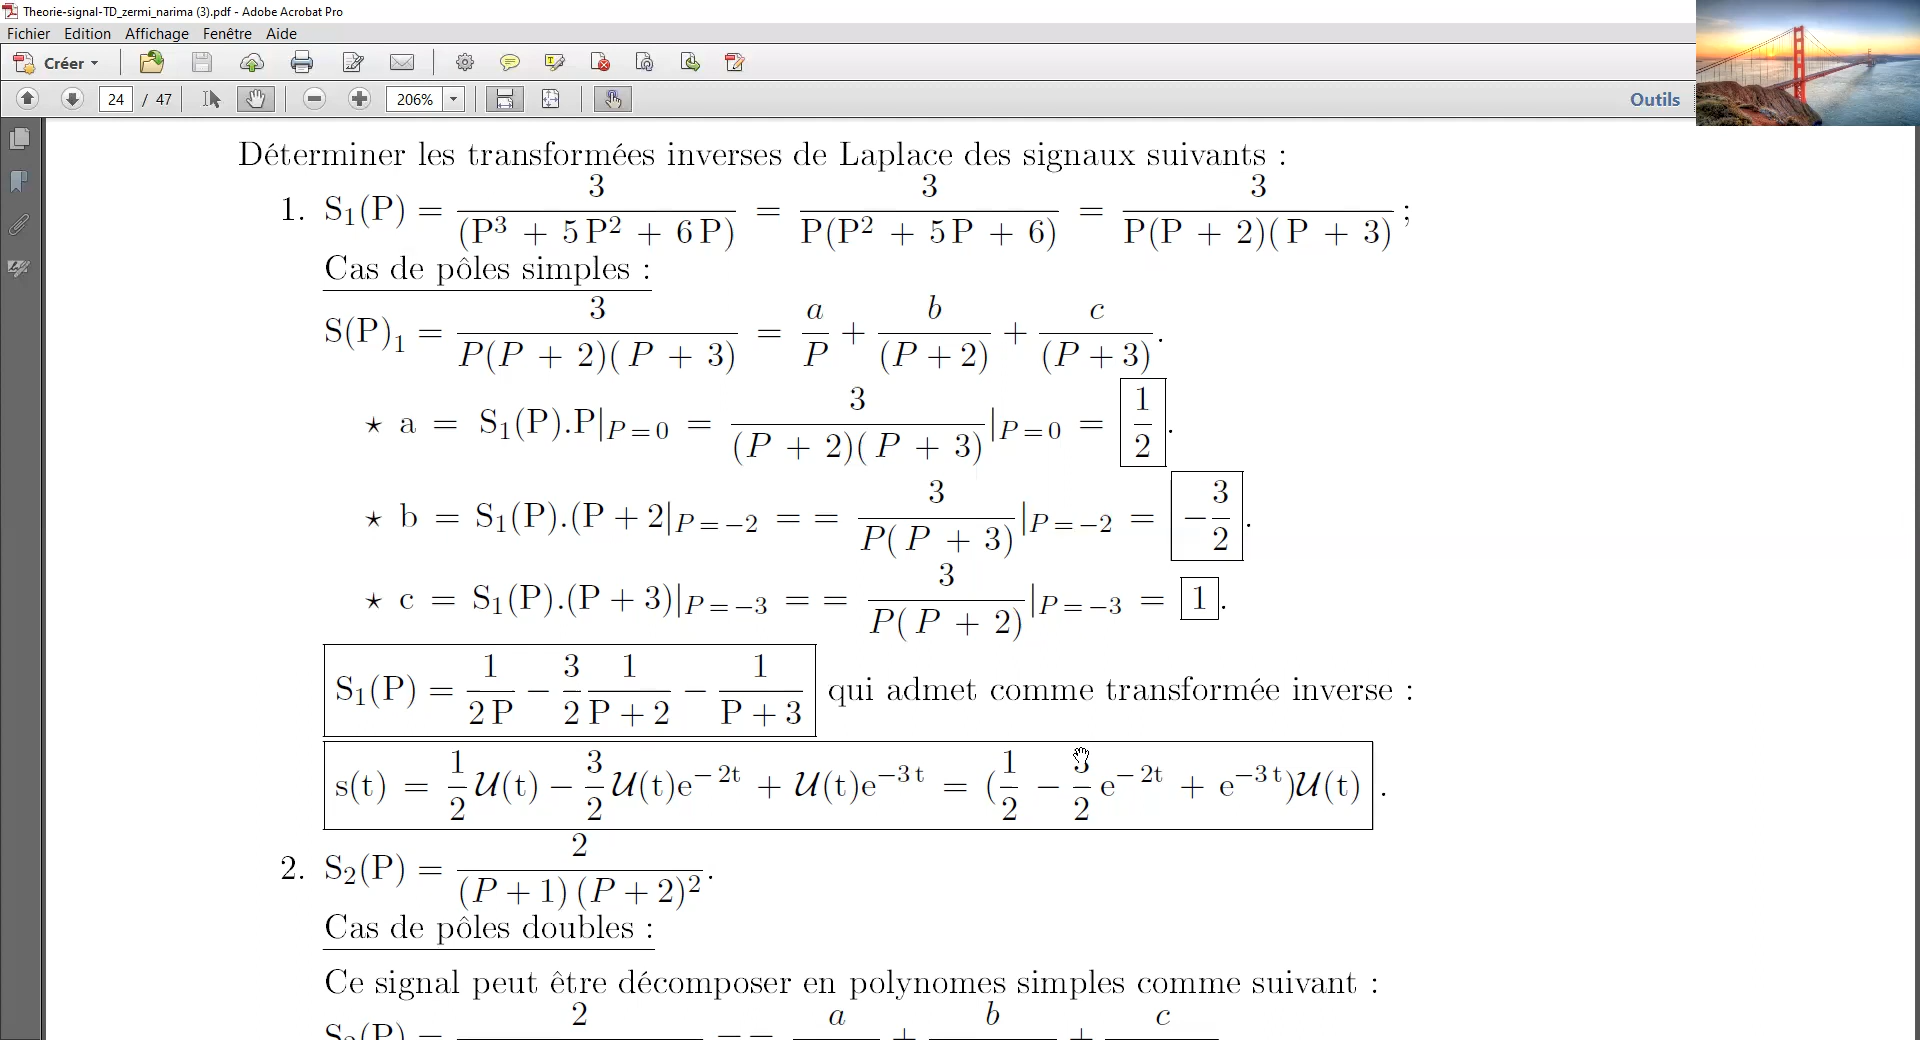 Theorie-signal-TD_zermi_narima (3).pdf - Adobe Acrobat Pro
Fichier Edition Affichage Fenêtre Aide
Créer
24 / 47 206% Outils
Déterminer les transformées inverses de Laplace des signaux suivants :
1. S₁(P) = 3/(P³ + 5P² + 6P) = 3/P(P² + 5P + 6) = 3/P(P + 2)( P + 3) ;
Cas de pôles simples :
S(P)₁ = 3/P(P + 2)( P + 3) = a/P + b/(P + 2) + c/(P + 3).
⋆ a = S₁(P).P|P=0 = 3/(P + 2)( P + 3)|P=0 = 1/2.
⋆ b = S₁(P).(P + 2|P=−2 = = 3/P( P + 3)|P=−2 = −3/2.
⋆ c = S₁(P).(P + 3)|P=−3 = = 3/P( P + 2)|P=−3 = 1.
S₁(P) = 1/2P − 3/2 1/P + 2 − 1/P + 3 qui admet comme transformée inverse :
s(t) = 1/2 𝒰(t) − 3/2 𝒰(t)e^−2t + 𝒰(t)e^−3t = (1/2 − 3/2 e^−2t + e^−3t)𝒰(t) .
2. S₂(P) = 2/(P + 1) (P + 2)².
Cas de pôles doubles :
Ce signal peut être décomposer en polynomes simples comme suivant :
S₂(P) = 2 = = a + b + c